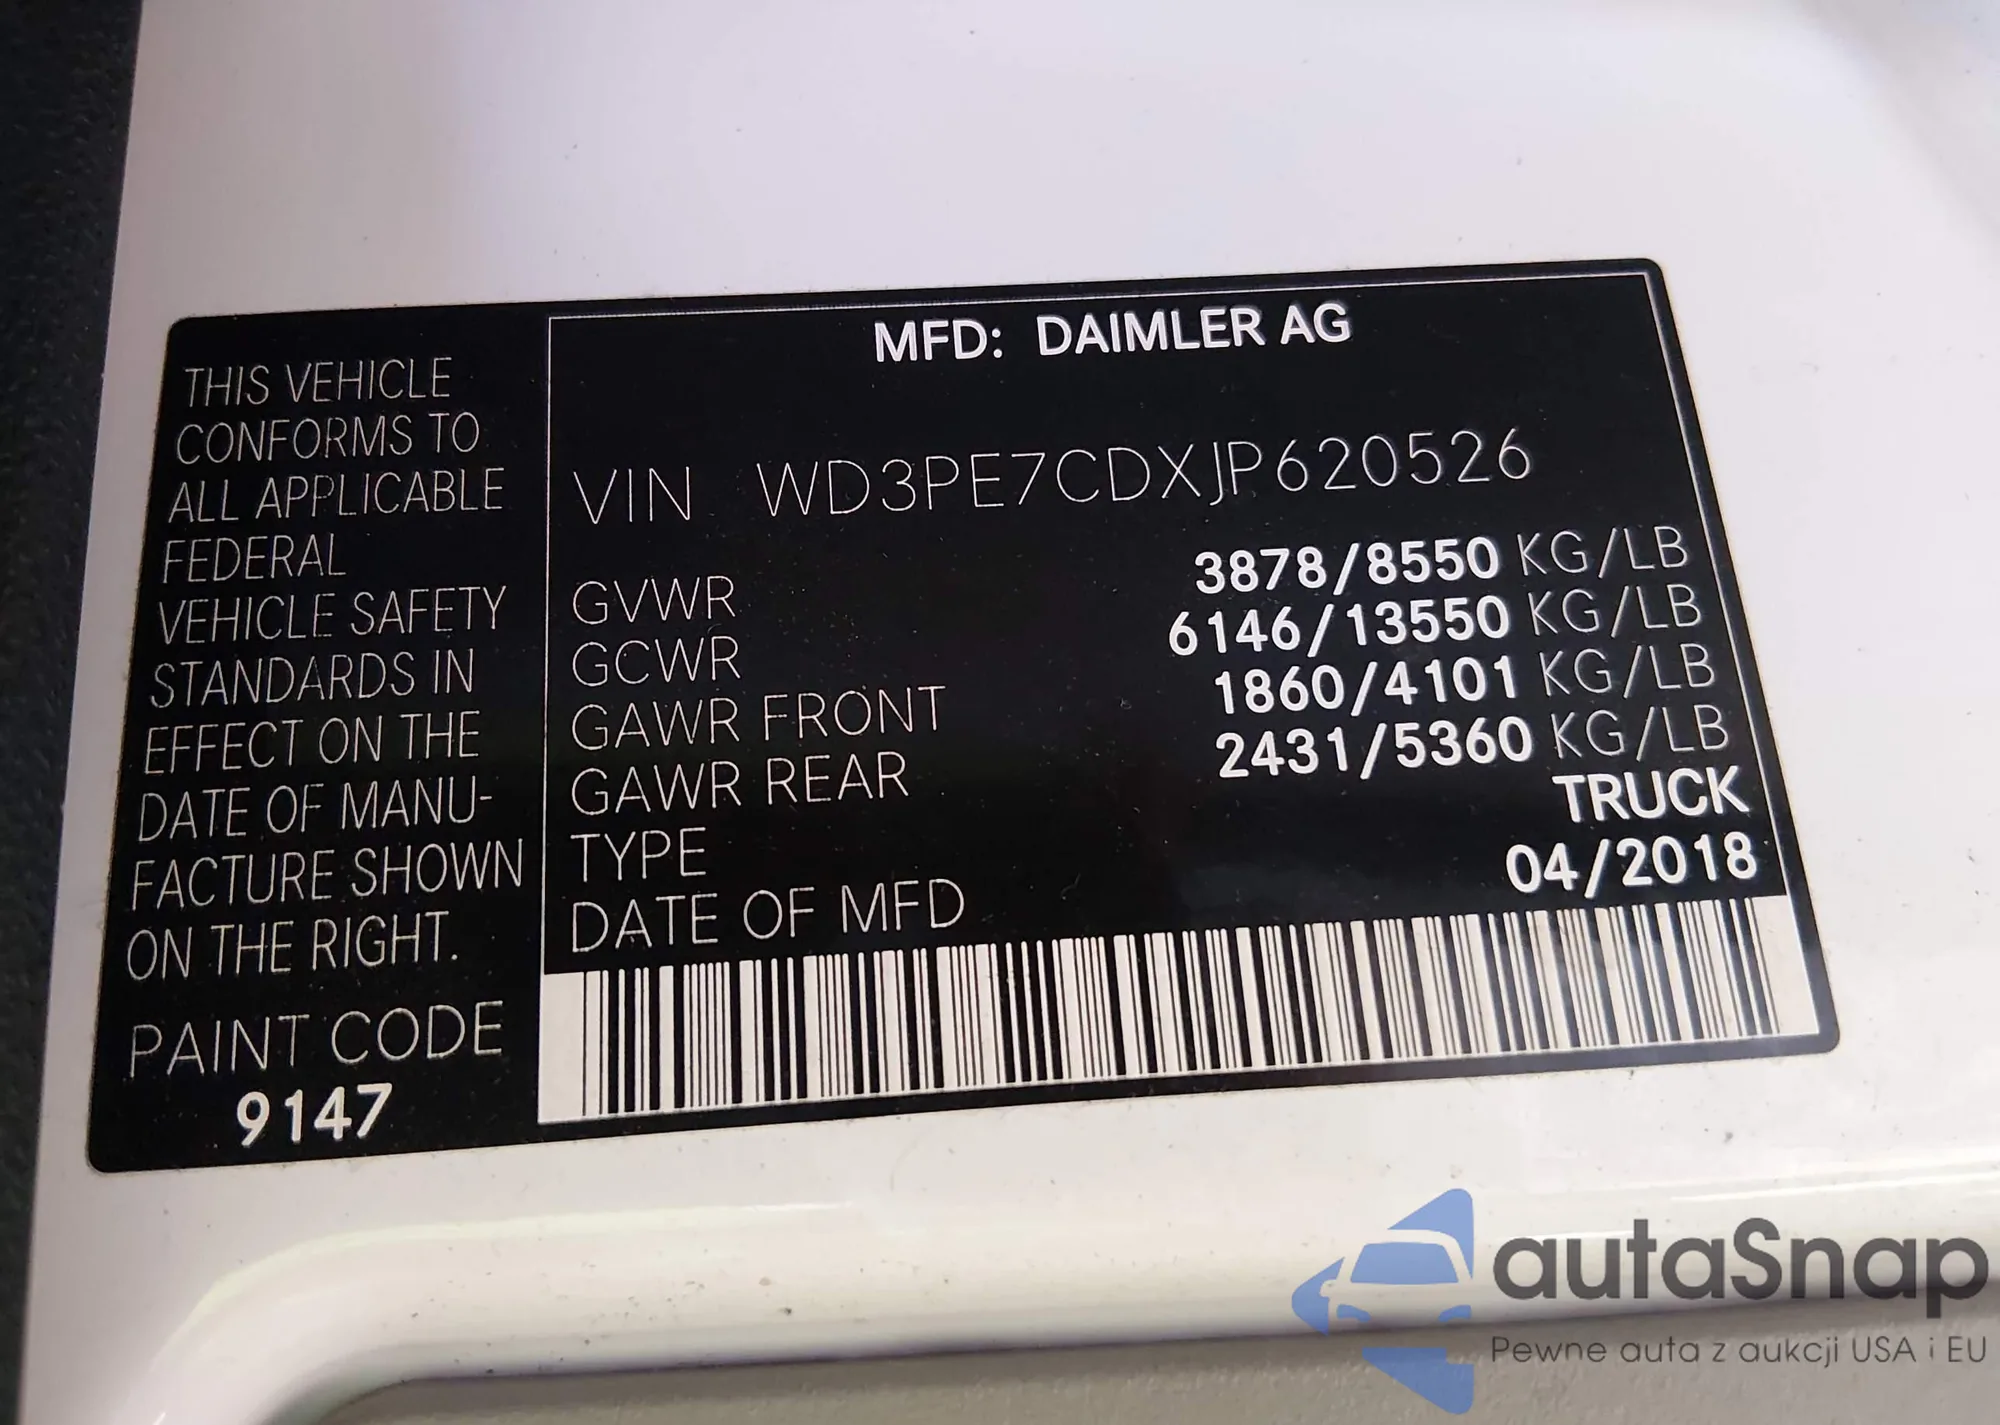 THIS VEHICLE
CONFORMS TO
ALL APPLICABLE
FEDERAL
VEHICLE SAFETY
STANDARDS IN
EFFECT ON THE
DATE OF MANU-
FACTURE SHOWN
ON THE RIGHT.
PAINT CODE
9147
MFD: DAIMLER AG
VIN WD3PE7CDXJP620526
GVWR 3878/8550 KG/LB
GCWR 6146/13550 KG/LB
GAWR FRONT 1860/4101 KG/LB
GAWR REAR 2431/5360 KG/LB
TYPE TRUCK
DATE OF MFD 04/2018
autaSnap
Pewne auta z aukcji USA i EU